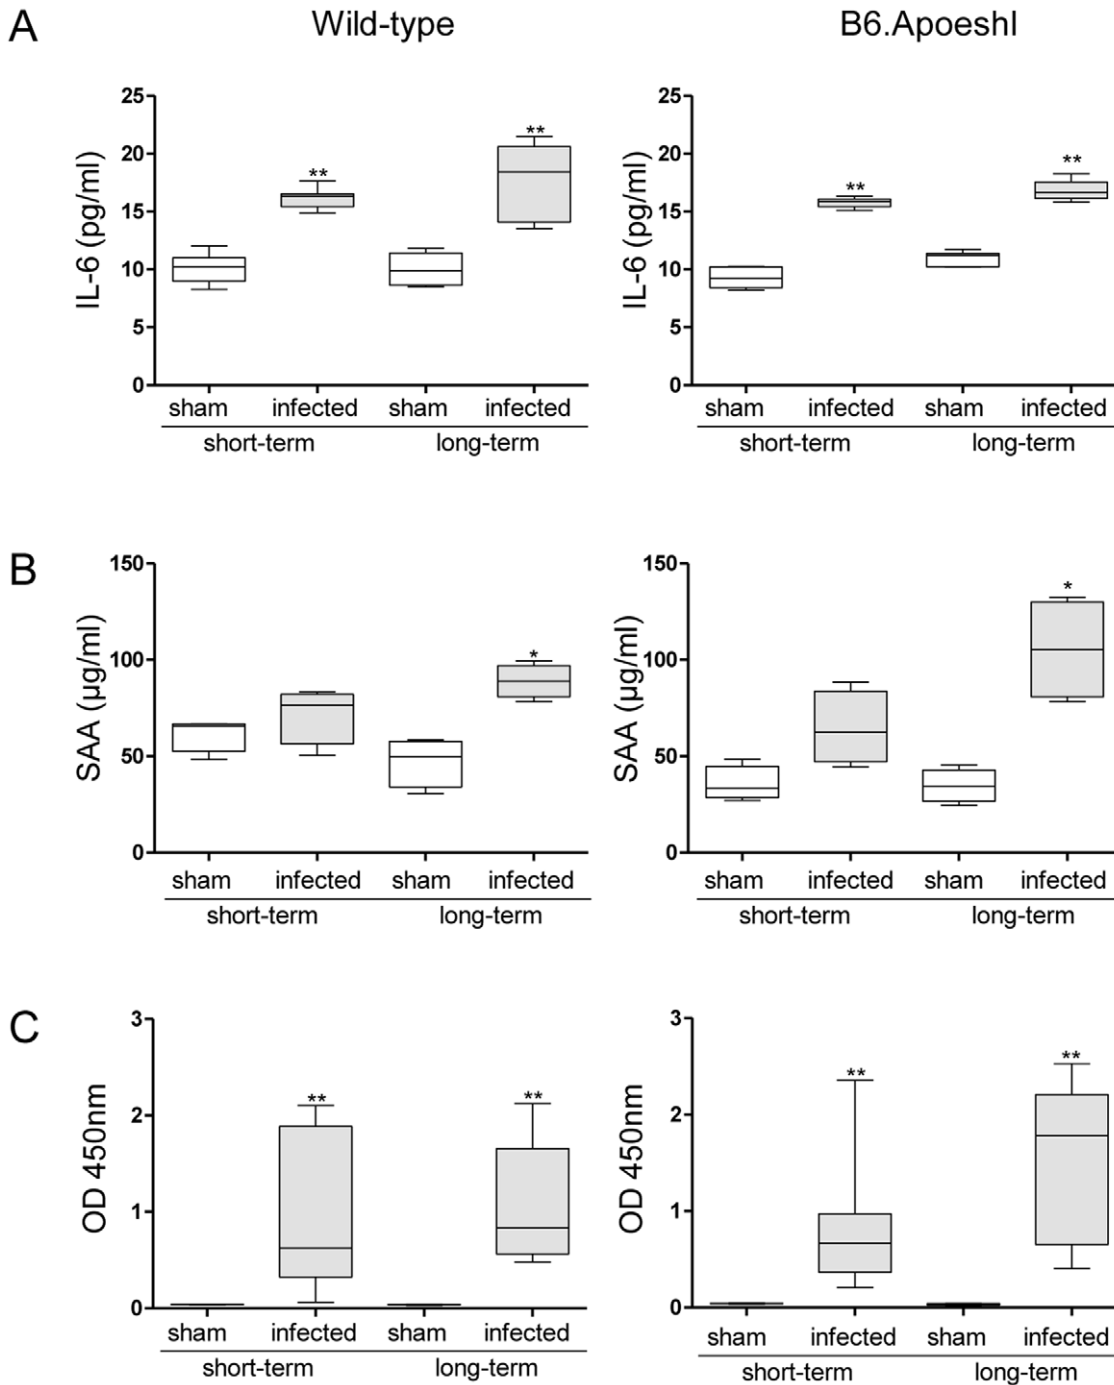 A
Wild-type
B6.ApoeshI
IL-6 (pg/ml)
25
20
15
10
5
0
**
**
sham infected sham infected
short-term long-term
IL-6 (pg/ml)
25
20
15
10
5
0
**
**
sham infected sham infected
short-term long-term
B
SAA (µg/ml)
150
100
50
0
*
sham infected sham infected
short-term long-term
SAA (µg/ml)
150
100
50
0
*
sham infected sham infected
short-term long-term
C
OD 450nm
3
2
1
0
**
**
sham infected sham infected
short-term long-term
OD 450nm
3
2
1
0
**
**
sham infected sham infected
short-term long-term